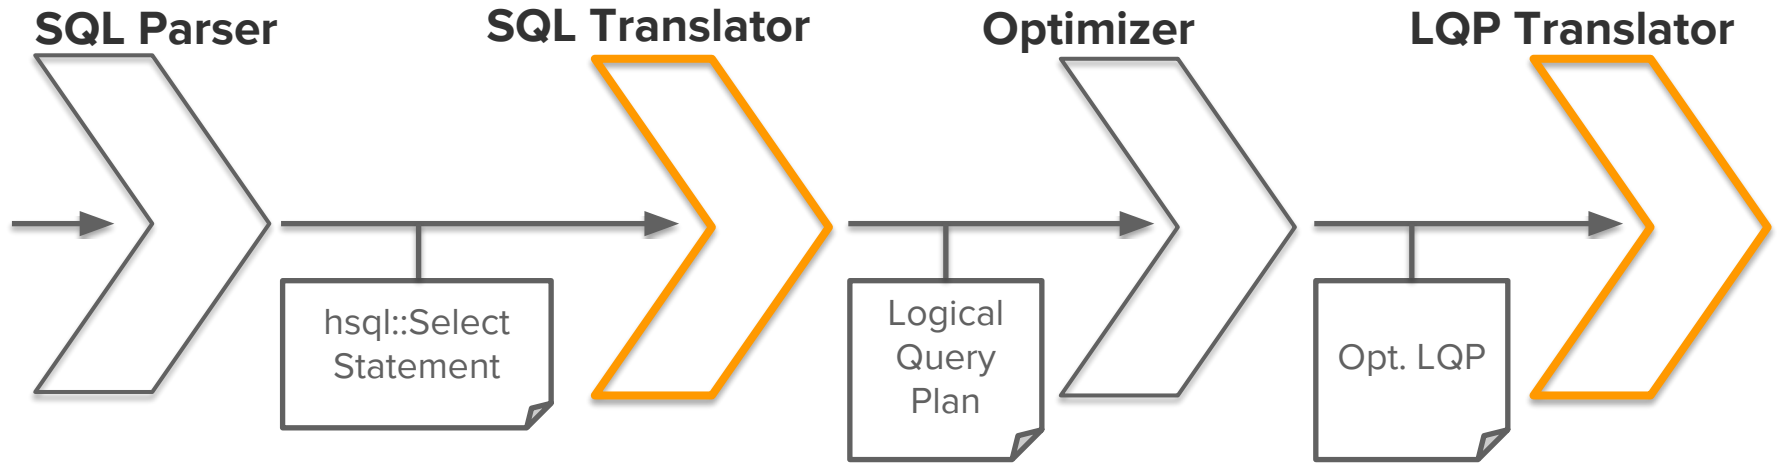 SQL Parser
SQL Translator
Optimizer
LQP Translator
hsql::Select
Statement
Logical
Query
Plan
Opt. LQP